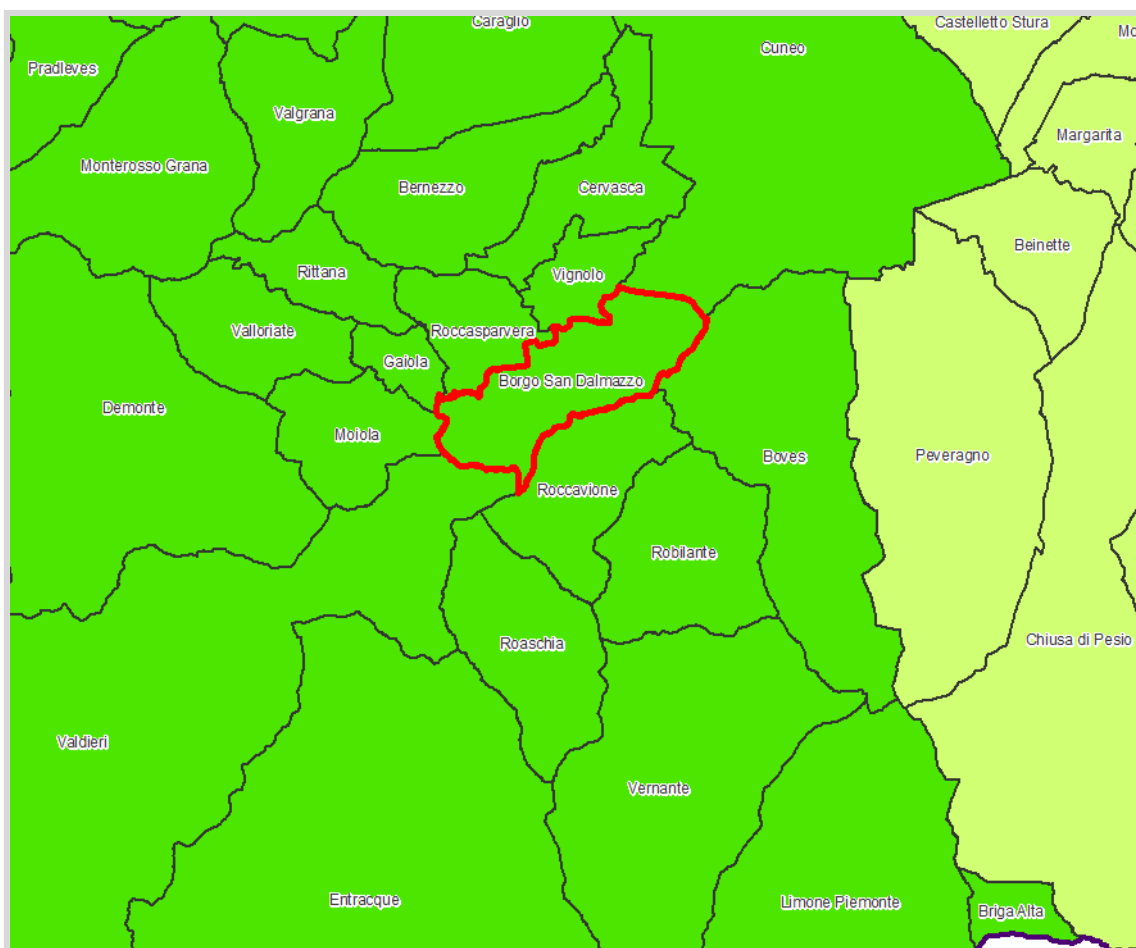 Caraglio
Castelletto Stura
Mo
Cuneo
Pradleves
Valgrana
Margarita
Monterosso Grana
Bernezzo
Cervasca
Beinette
Rittana
Vignolo
Valloriate
Roccasparvera
Gaiola
Borgo San Dalmazzo
Demonte
Moiola
Boves
Peveragno
Roccavione
Robilante
Roaschia
Chiusa di Pesio
Valdieri
Vernante
Entracque
Limone Piemonte
Briga Alta